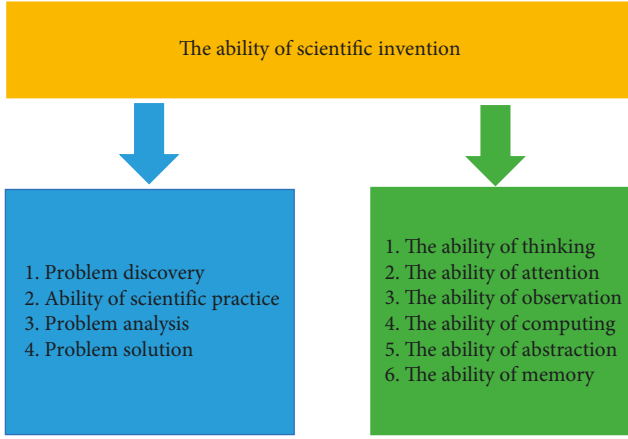 The ability of scientific invention
1. Problem discovery
2. Ability of scientific practice
3. Problem analysis
4. Problem solution
1. The ability of thinking
2. The ability of attention
3. The ability of observation
4. The ability of computing
5. The ability of abstraction
6. The ability of memory